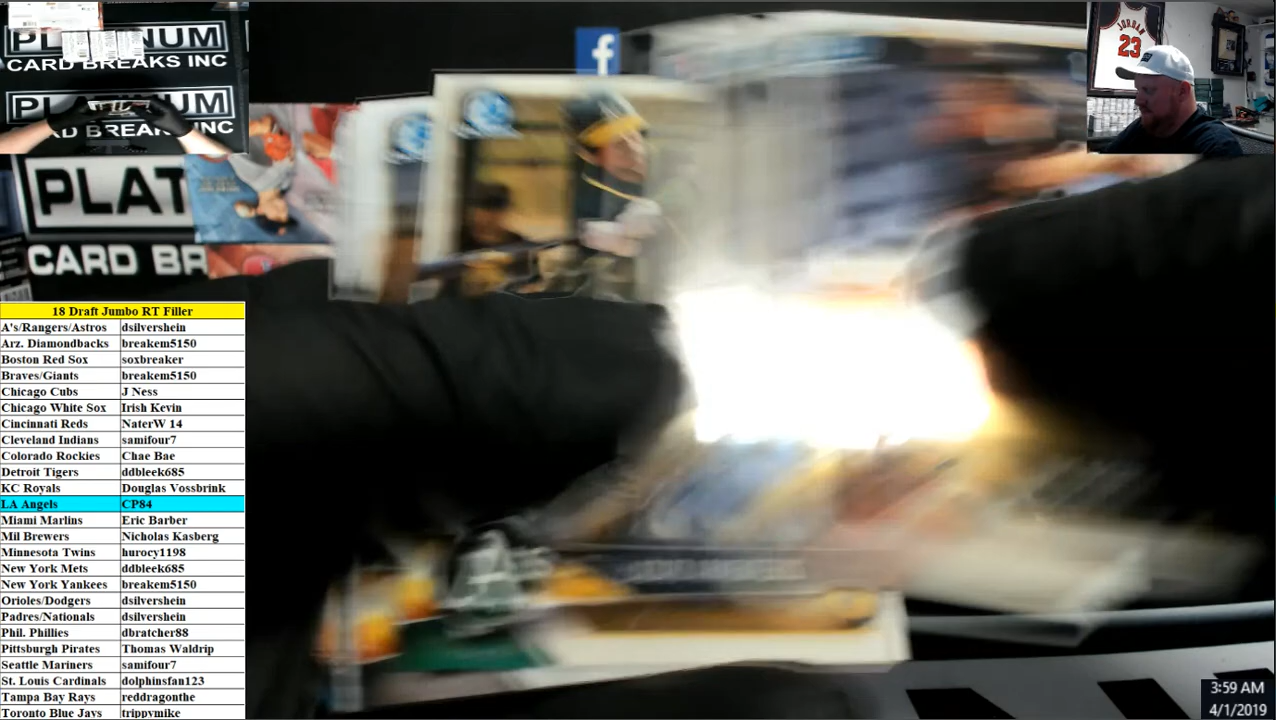 PLATINUM
CARD BREAKS INC
PLATINUM
CARD BREAKS INC
PLAT
CARD BR
f
JORDAN
23
18 Draft Jumbo RT Filler
A's/Rangers/Astros dsilvershein
Arz. Diamondbacks breakem5150
Boston Red Sox soxbreaker
Braves/Giants breakem5150
Chicago Cubs J Ness
Chicago White Sox Irish Kevin
Cincinnati Reds NaterW 14
Cleveland Indians samifour7
Colorado Rockies Chae Bae
Detroit Tigers ddbleek685
KC Royals Douglas Vossbrink
LA Angels CP84
Miami Marlins Eric Barber
Mil Brewers Nicholas Kasberg
Minnesota Twins hurocy1198
New York Mets ddbleek685
New York Yankees breakem5150
Orioles/Dodgers dsilvershein
Padres/Nationals dsilvershein
Phil. Phillies dbratcher88
Pittsburgh Pirates Thomas Waldrip
Seattle Mariners samifour7
St. Louis Cardinals dolphinsfan123
Tampa Bay Rays reddragonthe
Toronto Blue Jays trippymike
3:59 AM
4/1/2019